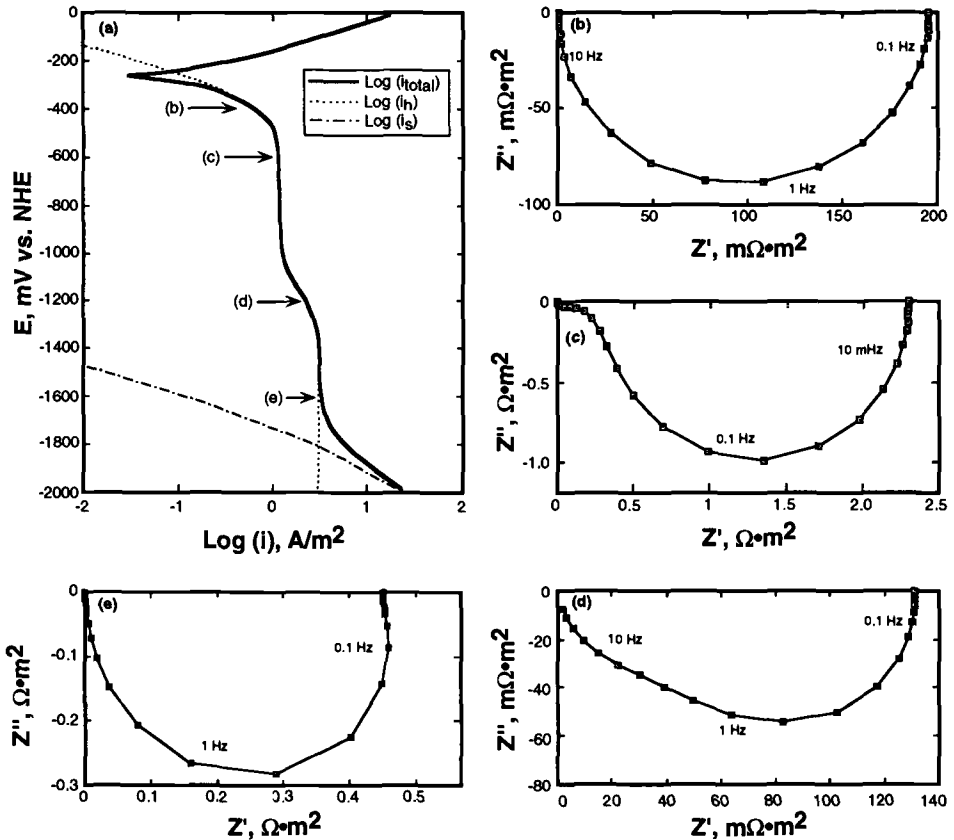 (a)
0
-200
-400
-600
-800
-1000
-1200
-1400
-1600
-1800
-2000
E, mV vs. NHE
-2
-1
0
1
2
Log (i), A/m²
Log (i_total)
Log (i_h)
Log (i_s)
(b)
(c)
(d)
(e)
(b)
0
-50
-100
Z'', mΩ•m²
10 Hz
0.1 Hz
1 Hz
0
50
100
150
200
Z', mΩ•m²
(c)
0
-0.5
-1.0
Z'', Ω•m²
10 mHz
0.1 Hz
0
0.5
1
1.5
2.0
2.5
Z', Ω•m²
(e)
0
-0.1
-0.2
-0.3
Z'', Ω•m²
0.1 Hz
1 Hz
0
0.1
0.2
0.3
0.4
0.5
Z', Ω•m²
(d)
0
-20
-40
-60
-80
Z'', mΩ•m²
10 Hz
0.1 Hz
1 Hz
0
20
40
60
80
100
120
140
Z', mΩ•m²